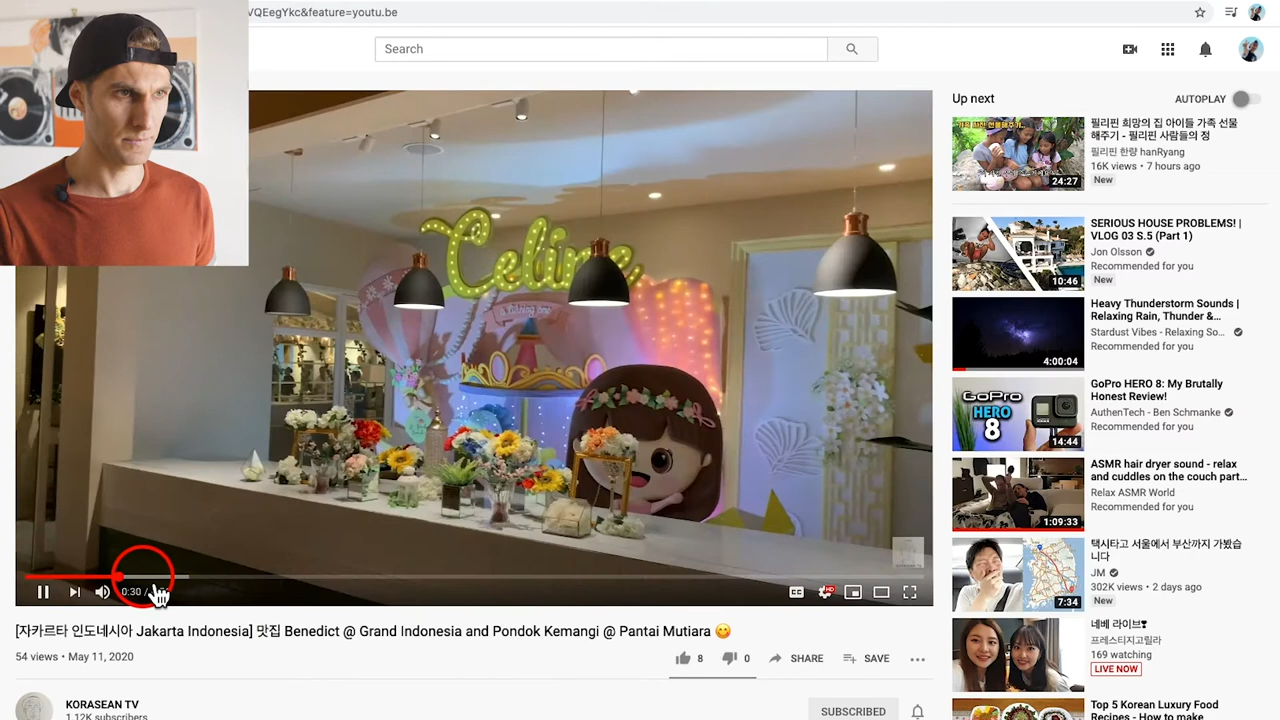 VQEegYkc&feature=youtu.be
Search
Celine
Up next
AUTOPLAY
24:27
필리핀 희망의 집 아이들 가족 선물
해주기 - 필리핀 사람들의 정
필리핀 한량 hanRyang
16K views • 7 hours ago
New
10:46
SERIOUS HOUSE PROBLEMS! |
VLOG 03 S.5 (Part 1)
Jon Olsson
Recommended for you
New
4:00:04
Heavy Thunderstorm Sounds |
Relaxing Rain, Thunder &...
Stardust Vibes - Relaxing So...
Recommended for you
GoPro
HERO
8
14:44
GoPro HERO 8: My Brutally
Honest Review!
AuthenTech - Ben Schmanke
Recommended for you
1:09:33
ASMR hair dryer sound - relax
and cuddles on the couch part...
Relax ASMR World
Recommended for you
7:34
택시타고 서울에서 부산까지 가봤습
니다
JM
302K views • 2 days ago
New
네베 라이브❣
프레스티지고릴라
169 watching
LIVE NOW
Top 5 Korean Luxury Food
Recipes - How to make
0:30 /
HD
[자카르타 인도네시아 Jakarta Indonesia] 맛집 Benedict @ Grand Indonesia and Pondok Kemangi @ Pantai Mutiara 😋
54 views • May 11, 2020
8
0
SHARE
SAVE
KORASEAN TV
1.12K subscribers
SUBSCRIBED